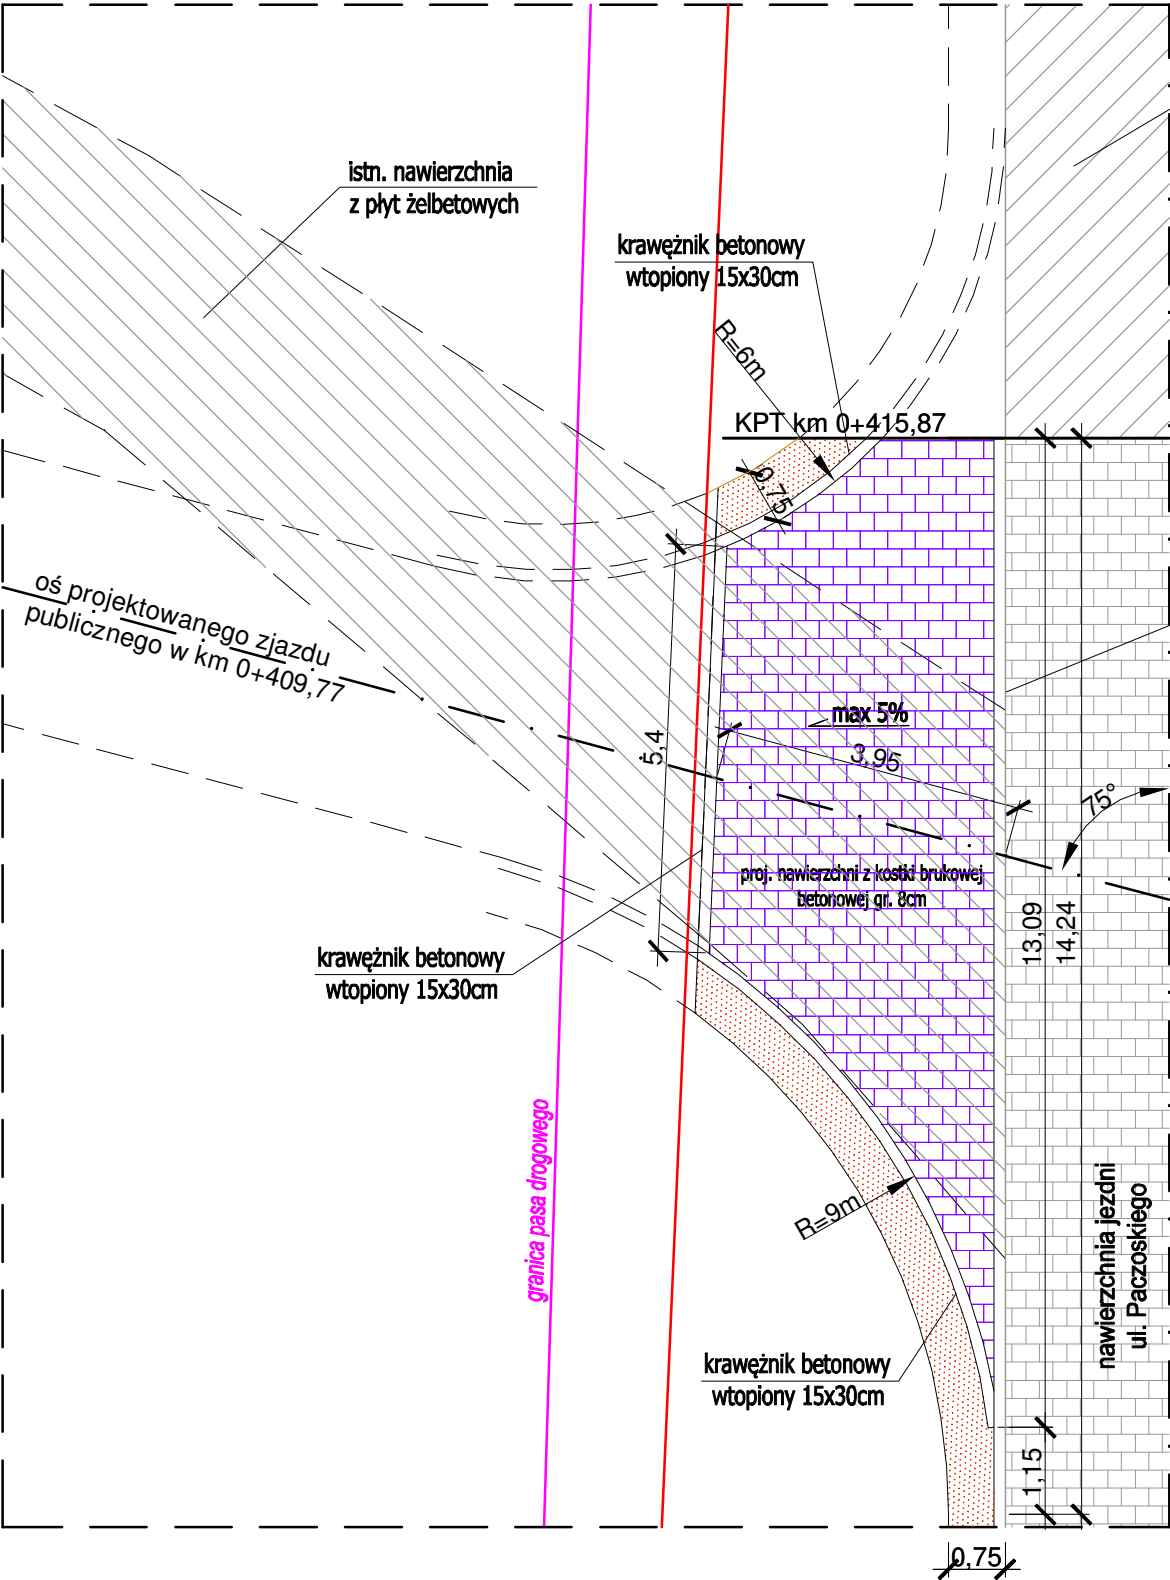 istn. nawierzchnia
z płyt żelbetowych
krawężnik betonowy
wtopiony 15x30cm
R=6m
KPT km 0+415,87
0,75
oś projektowanego zjazdu
publicznego w km 0+409,77
5,4
max 5%
3,95
75°
proj. nawierzchni z kostki brukowej
betonowej gr. 8cm
13,09
14,24
krawężnik betonowy
wtopiony 15x30cm
granica pasa drogowego
R=9m
nawierzchnia jezdni
ul. Paczoskiego
krawężnik betonowy
wtopiony 15x30cm
1,15
0,75